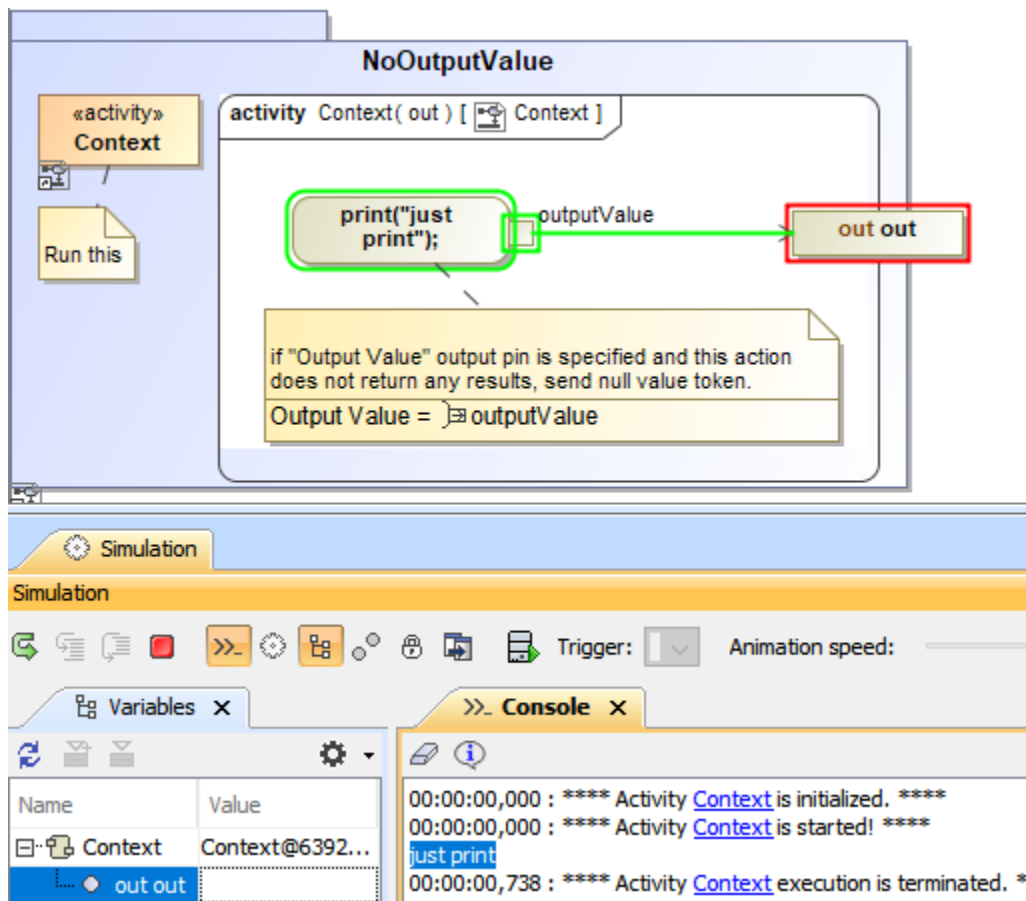 NoOutputValue
«activity»
Context
Run this
activity Context( out ) [ Context ]
print("just
print");
outputValue
out out
if "Output Value" output pin is specified and this action
does not return any results, send null value token.
Output Value = outputValue
Simulation
Simulation
Trigger:
Animation speed:
Variables
Name Value
Context Context@6392...
out out
>>_ Console
00:00:00,000 : **** Activity Context is initialized. ****
00:00:00,000 : **** Activity Context is started! ****
just print
00:00:00,738 : **** Activity Context execution is terminated. *